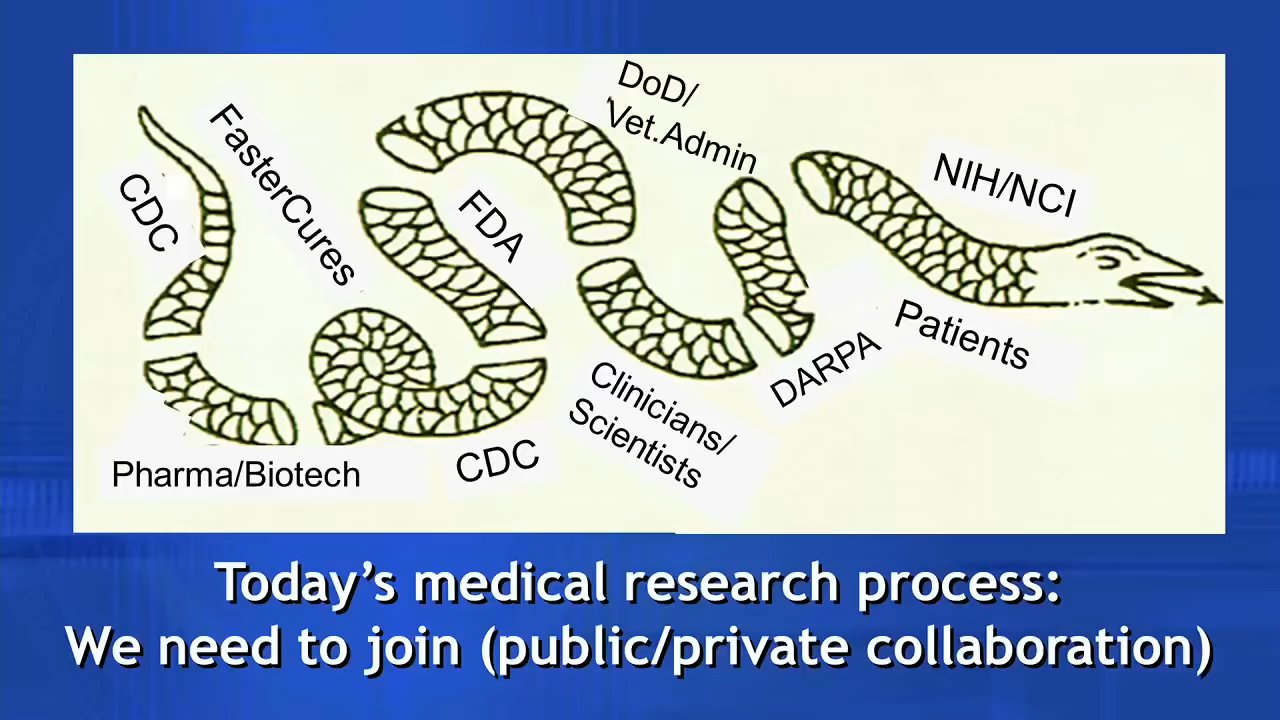 CDC
FasterCures
FDA
DoD/
Vet.Admin
NIH/NCI
Patients
DARPA
Clinicians/
Scientists
CDC
Pharma/Biotech
Today's medical research process:
We need to join (public/private collaboration)